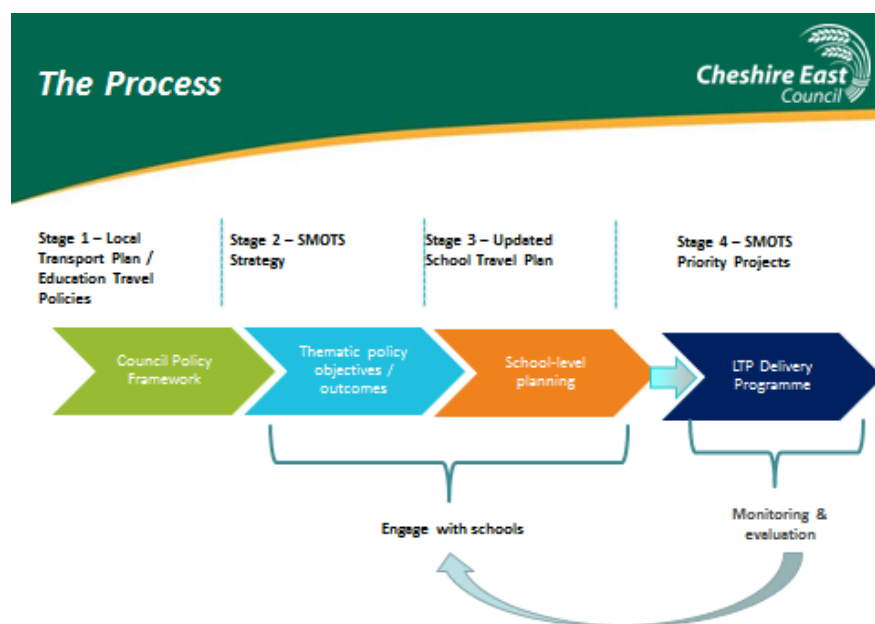 The Process
Cheshire East
Council
Stage 1 – Local
Transport Plan /
Education Travel
Policies
Stage 2 – SMOTS
Strategy
Stage 3 – Updated
School Travel Plan
Stage 4 – SMOTS
Priority Projects
Council Policy
Framework
Thematic policy
objectives /
outcomes
School-level
planning
LTP Delivery
Programme
Engage with schools
Monitoring &
evaluation